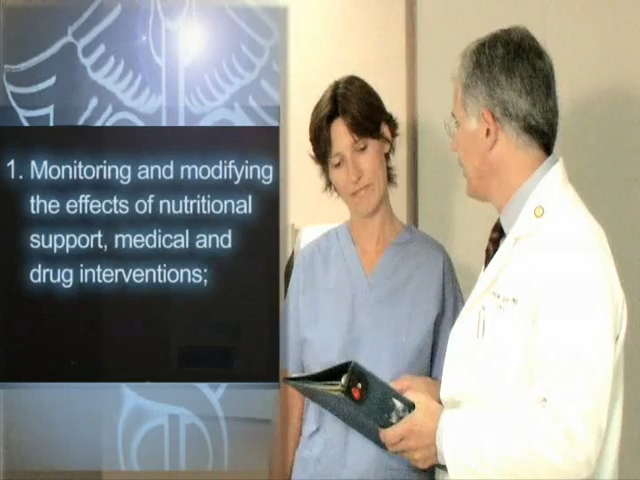 1. Monitoring and modifying
the effects of nutritional
support, medical and
drug interventions;